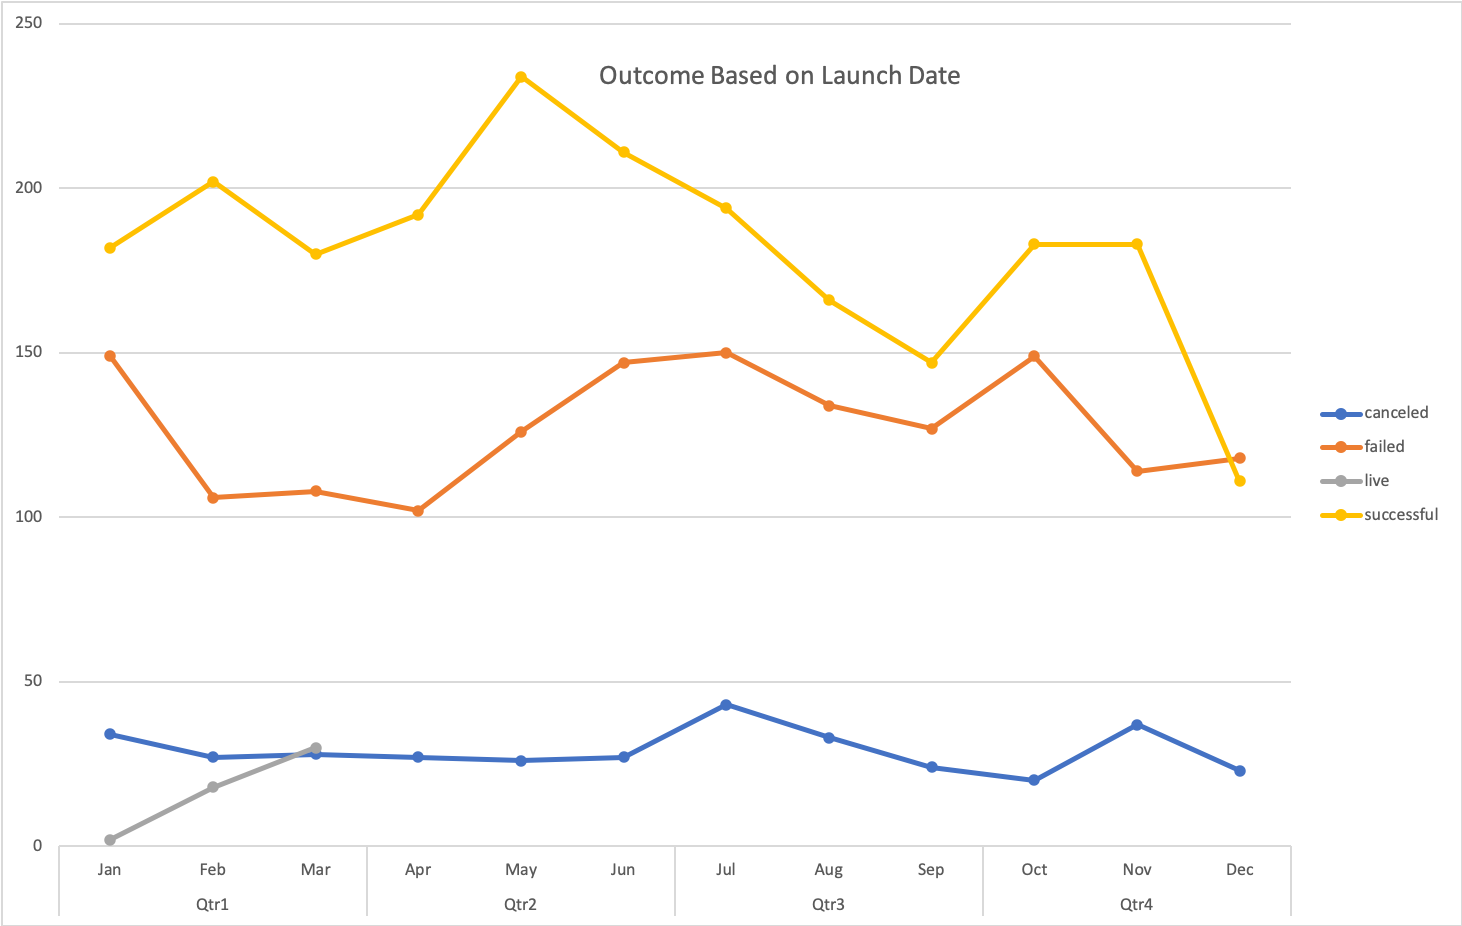 Outcome Based on Launch Date
250
200
150
100
50
0
Jan Feb Mar Apr May Jun Jul Aug Sep Oct Nov Dec
Qtr1 Qtr2 Qtr3 Qtr4
canceled
failed
live
successful